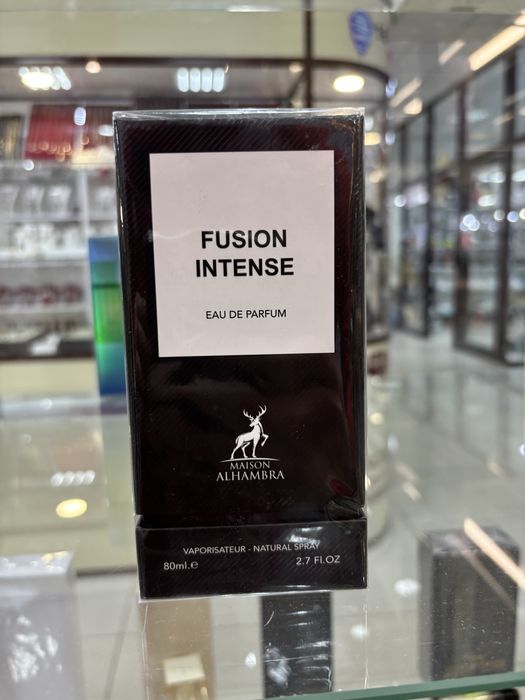 FUSION
INTENSE
EAU DE PARFUM
MAISON
ALHAMBRA
VAPORISATEUR - NATURAL SPRAY
80ml.e 2.7 Fl.OZ